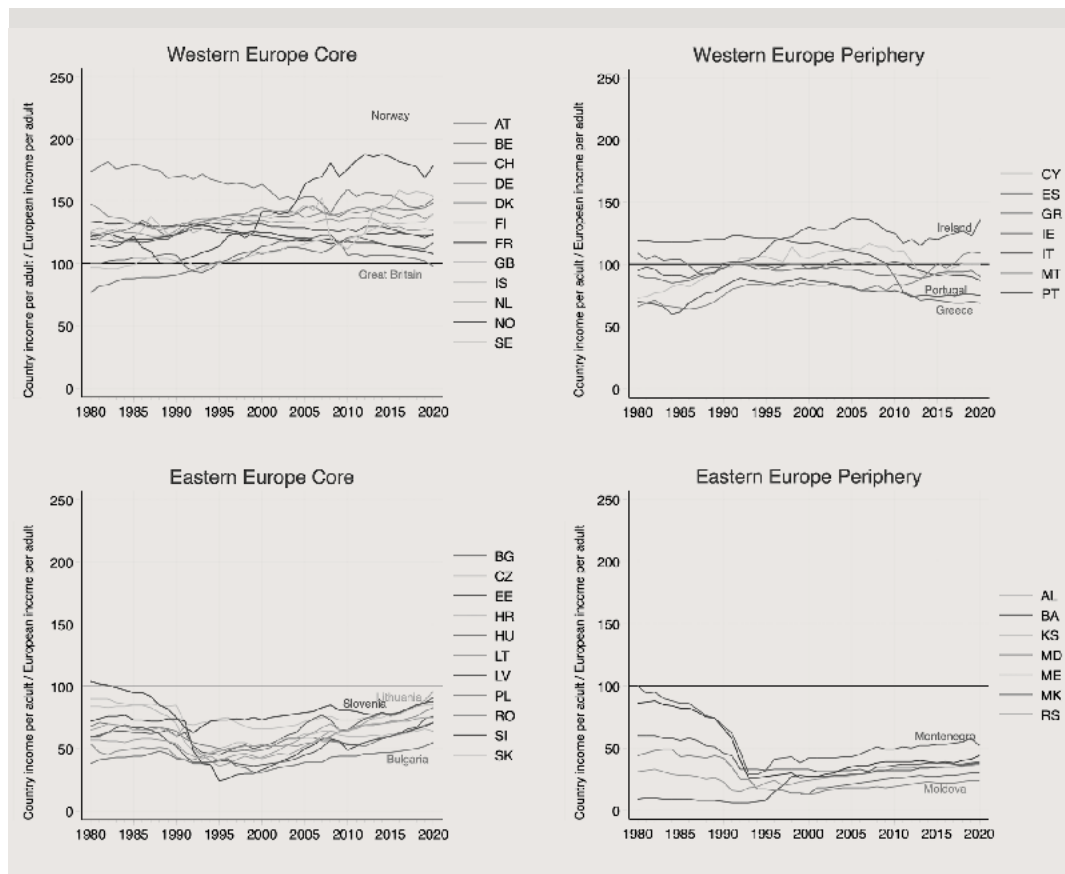 Western Europe Core
Country income per adult / European income per adult
250
200
150
100
50
0
Norway
Great Britain
1980 1985 1990 1995 2000 2005 2010 2015 2020
AT
BE
CH
DE
DK
FI
FR
GB
IS
NL
NO
SE
Western Europe Periphery
Country income per adult / European income per adult
250
200
150
100
50
0
Ireland
Portugal
Greece
1980 1985 1990 1995 2000 2005 2010 2015 2020
CY
ES
GR
IE
IT
MT
PT
Eastern Europe Core
Country income per adult / European income per adult
250
200
150
100
50
0
Lithuania
Slovenia
Bulgaria
1980 1985 1990 1995 2000 2005 2010 2015 2020
BG
CZ
EE
HR
HU
LT
LV
PL
RO
SI
SK
Eastern Europe Periphery
Country income per adult / European income per adult
250
200
150
100
50
0
Montenegro
Moldova
1980 1985 1990 1995 2000 2005 2010 2015 2020
AL
BA
KS
MD
ME
MK
RS